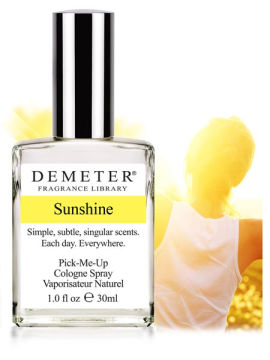 DEMETER®
FRAGRANCE LIBRARY
Sunshine
Simple, subtle, singular scents.
Each day. Everywhere.
Pick-Me-Up
Cologne Spray
Vaporisateur Naturel
1.0 fl oz ℮ 30ml